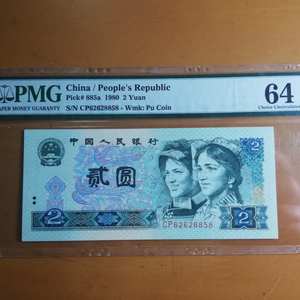 PMG
PAPER MONEY GUARANTY
China / People's Republic
Pick# 885a 1980 2 Yuan
S/N CP62628858 - Wmk: Pu Coin
64
Choice Uncirculated
中国人民银行
贰圆
2
2
CP62628858